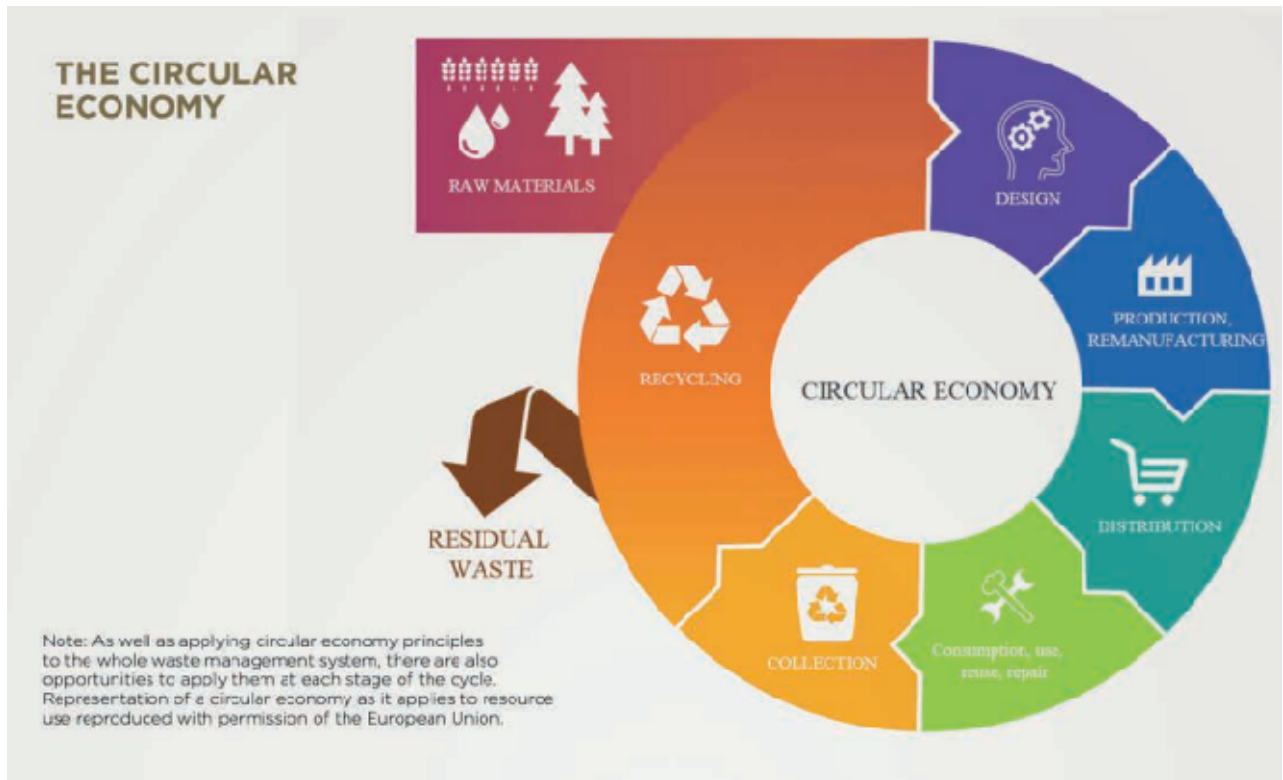 THE CIRCULAR
ECONOMY
RAW MATERIALS
DESIGN
PRODUCTION,
REMANUFACTURING
RECYCLING
CIRCULAR ECONOMY
DISTRIBUTION
RESIDUAL
WASTE
COLLECTION
Consumption, use,
reuse, repair
Note: As well as applying circular economy principles
to the whole waste management system, there are also
opportunities to apply them at each stage of the cycle.
Representation of a circular economy as it applies to resource
use reproduced with permission of the European Union.